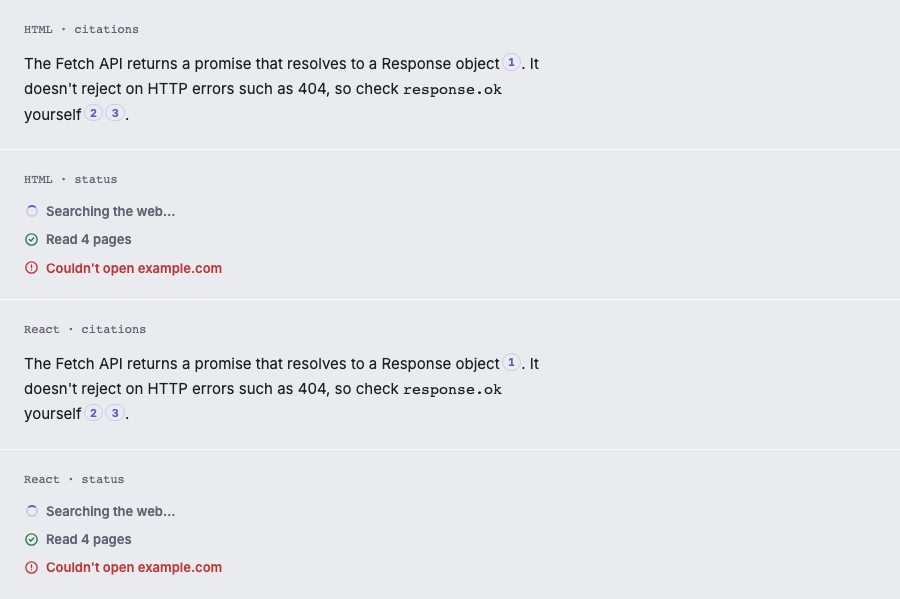 HTML · citations
The Fetch API returns a promise that resolves to a Response object 1. It
doesn't reject on HTTP errors such as 404, so check response.ok
yourself 2 3.
HTML · status
Searching the web…
Read 4 pages
Couldn't open example.com
React · citations
The Fetch API returns a promise that resolves to a Response object 1. It
doesn't reject on HTTP errors such as 404, so check response.ok
yourself 2 3.
React · status
Searching the web…
Read 4 pages
Couldn't open example.com